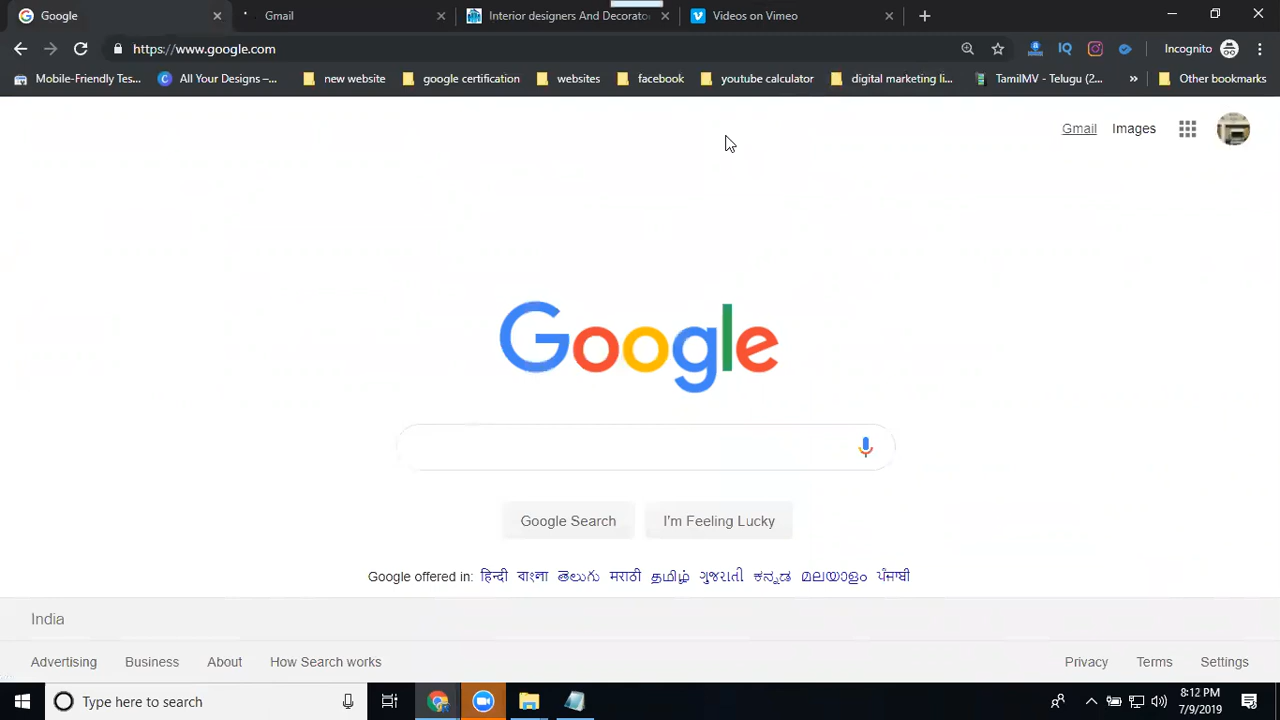 Google
Gmail
Interior designers And Decorato
Videos on Vimeo
https://www.google.com
Incognito
Mobile-Friendly Tes...
All Your Designs –...
new website
google certification
websites
facebook
youtube calculator
digital marketing li...
TamilMV - Telugu (2...
»
Other bookmarks
Gmail
Images
Google
Google Search
I'm Feeling Lucky
Google offered in: हिन्दी বাংলা తెలుగు मराठी தமிழ் ગુજરાતી ಕನ್ನಡ മലയാളം ਪੰਜਾਬੀ
India
Advertising
Business
About
How Search works
Privacy
Terms
Settings
Type here to search
8:12 PM
7/9/2019